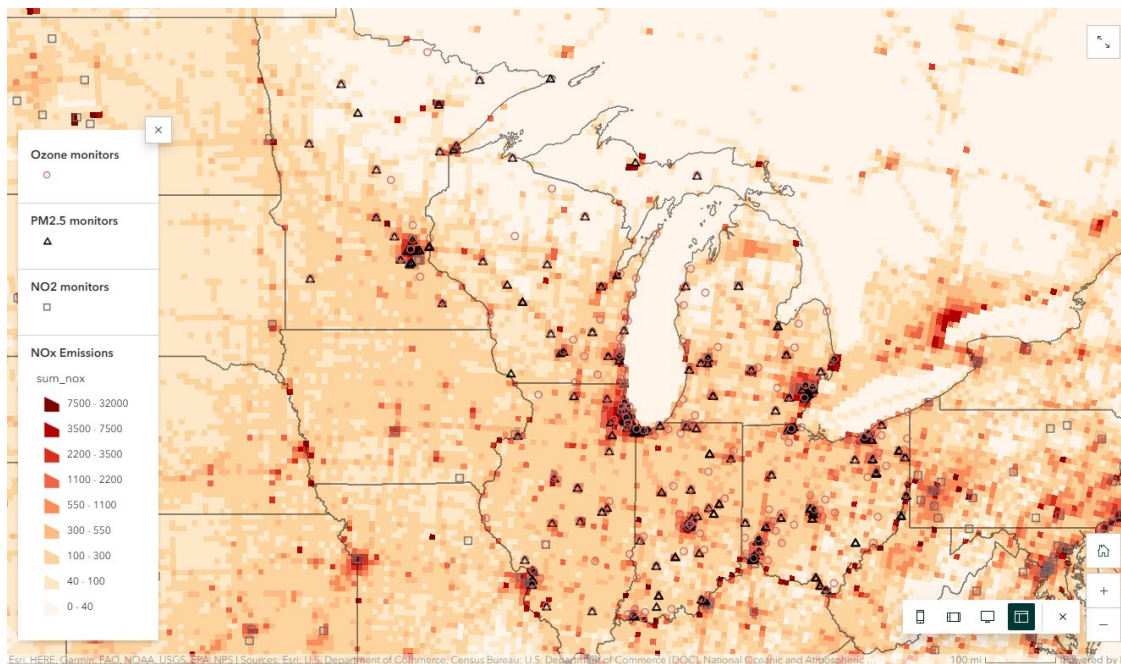 Ozone monitors
PM2.5 monitors
NO2 monitors
NOx Emissions
sum_nox
7500 - 32000
3500 - 7500
2200 - 3500
1100 - 2200
550 - 1100
300 - 550
100 - 300
40 - 100
0 - 40
Esri, HERE, Garmin, FAO, NOAA, USGS, EPA, NPS | Sources: Esri; U.S. Department of Commerce, Census Bureau; U.S. Department of Commerce (DOC), National Oceanic and Atmospheric ...
100 mi
Powered by